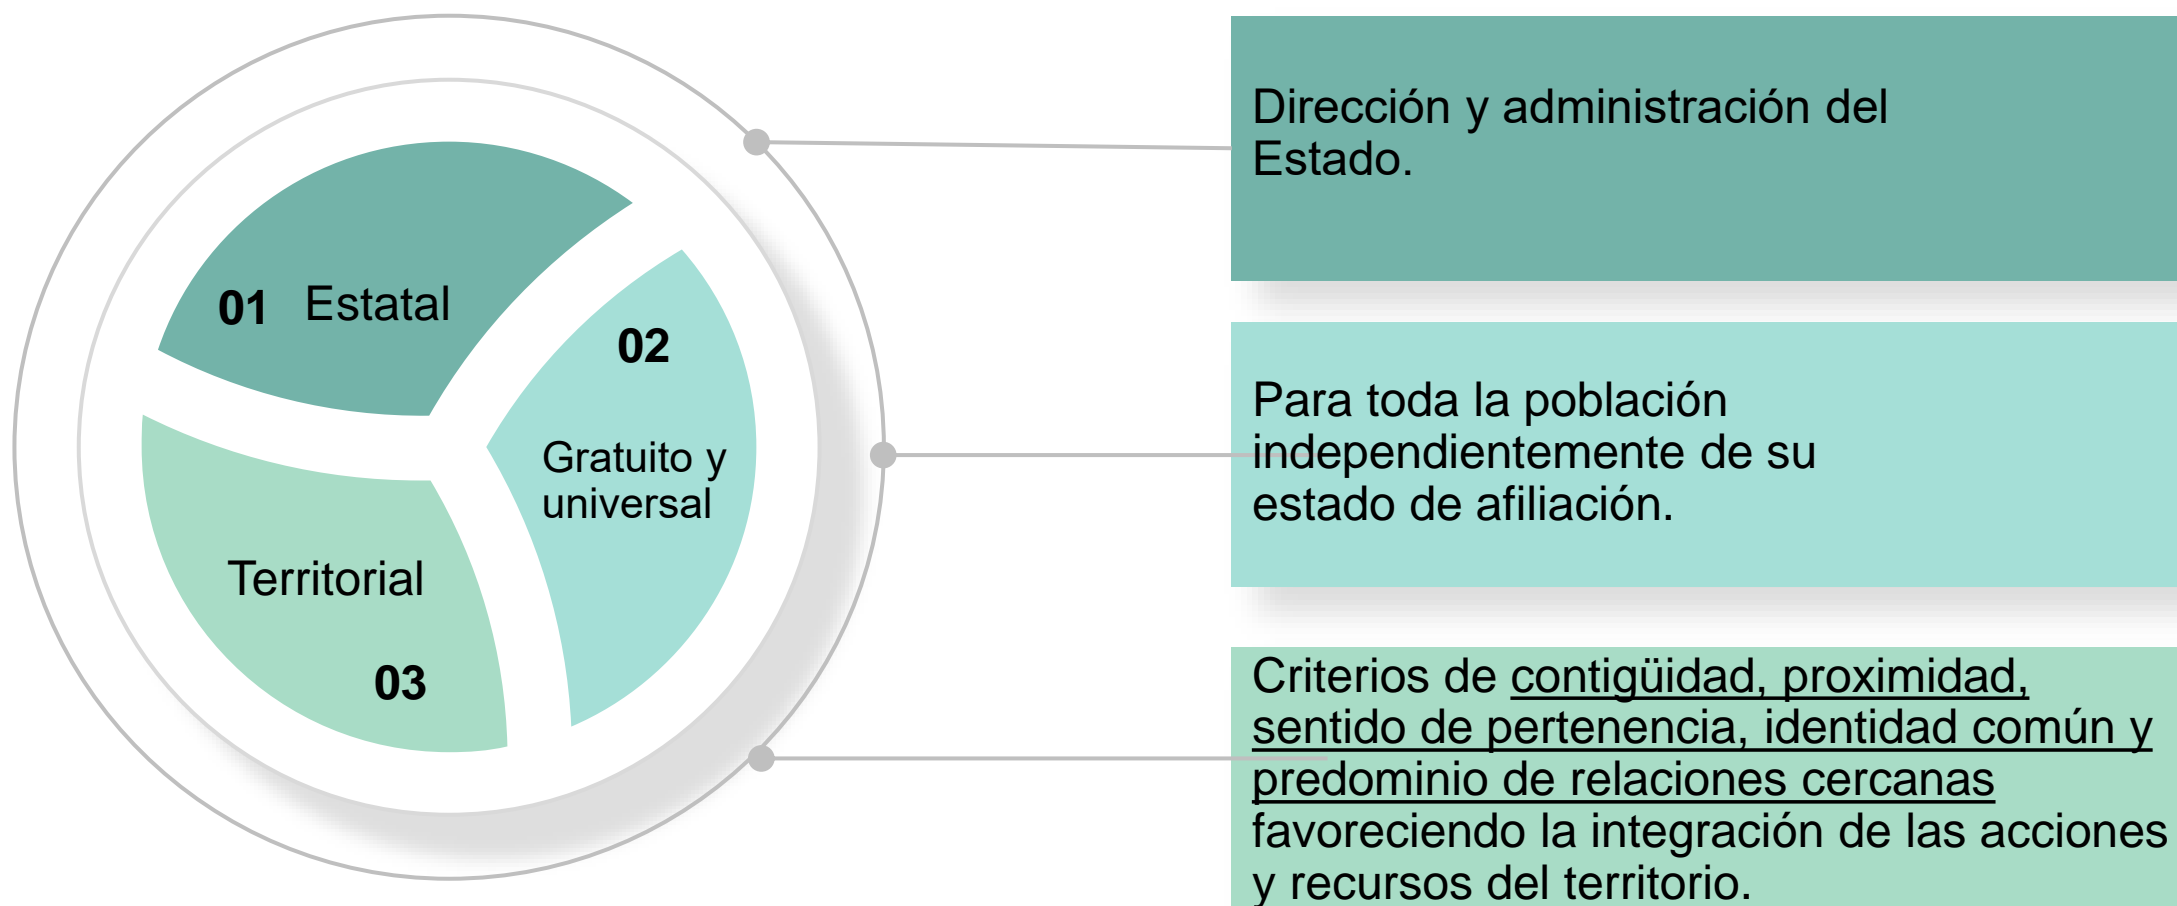 01 Estatal
02
Gratuito y
universal
Territorial
03
Dirección y administración del
Estado.
Para toda la población
independientemente de su
estado de afiliación.
Criterios de contigüidad, proximidad,
sentido de pertenencia, identidad común y
predominio de relaciones cercanas
favoreciendo la integración de las acciones
y recursos del territorio.